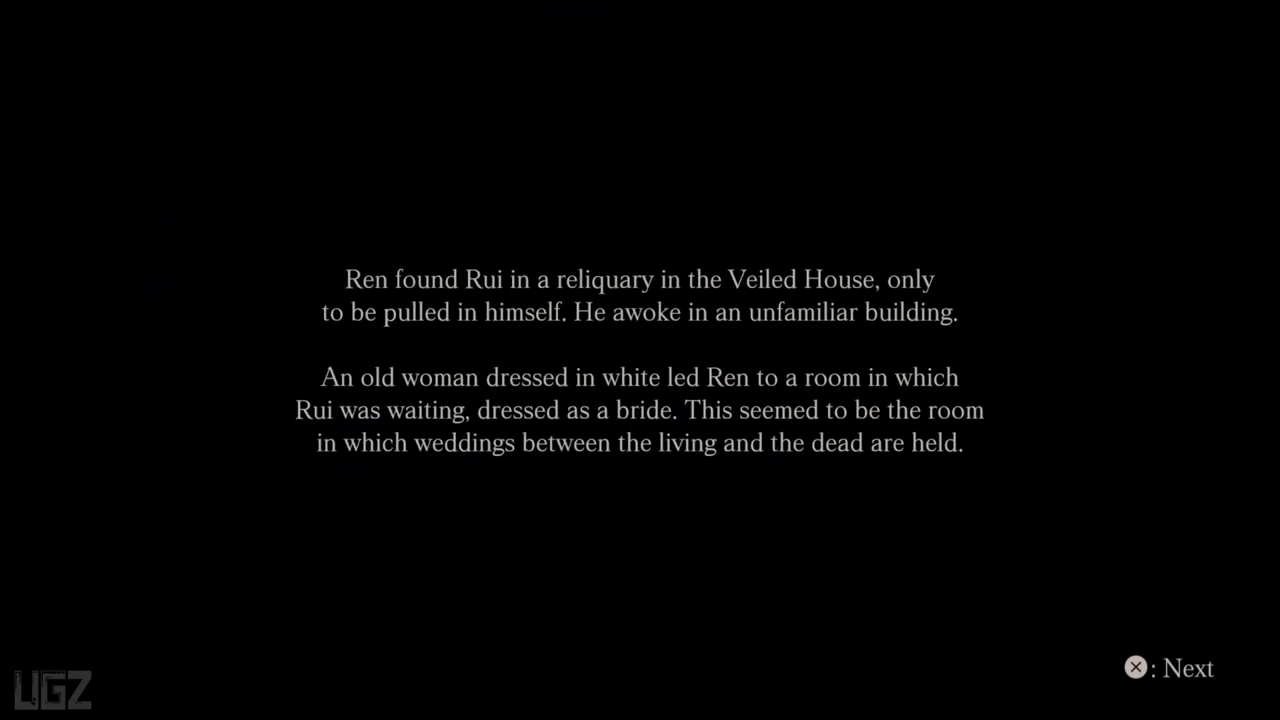 Ren found Rui in a reliquary in the Veiled House, only
to be pulled in himself. He awoke in an unfamiliar building.
An old woman dressed in white led Ren to a room in which
Rui was waiting, dressed as a bride. This seemed to be the room
in which weddings between the living and the dead are held.
ⓧ: Next
UGZ